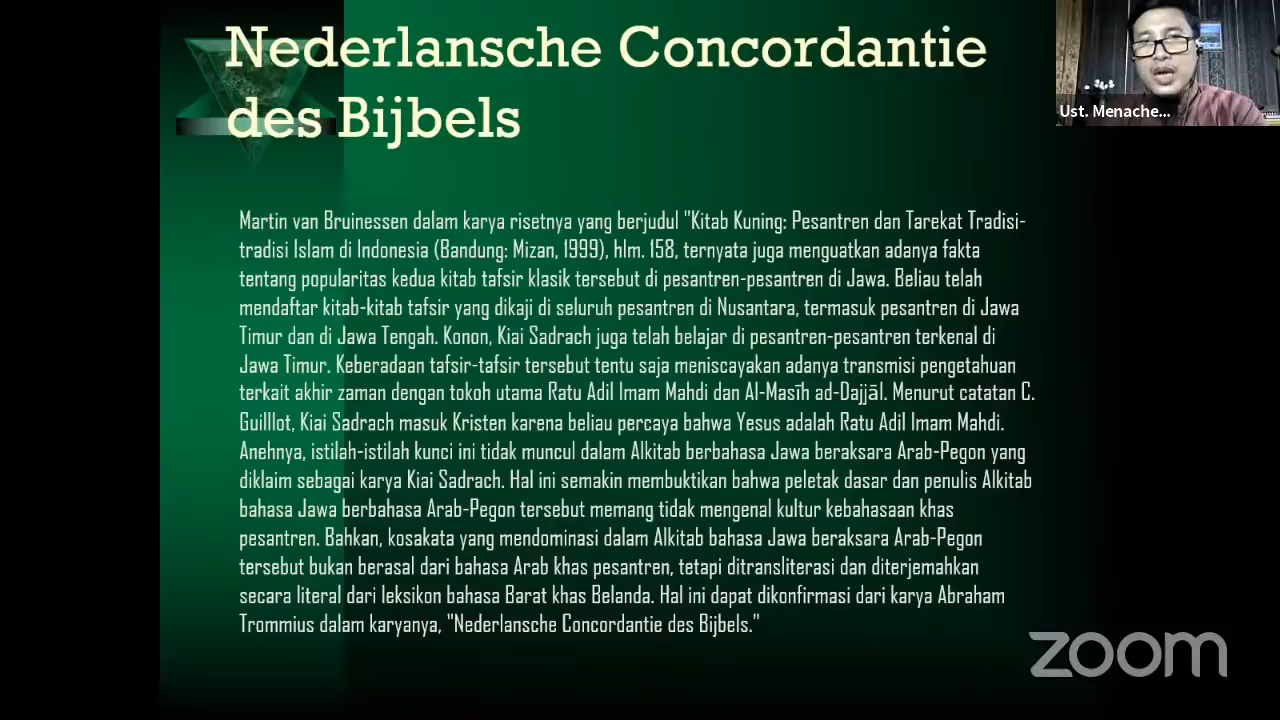 Nederlansche Concordantie
des Bijbels
Ust. Menache...
Martin van Bruinessen dalam karya risetnya yang berjudul "Kitab Kuning: Pesantren dan Tarekat Tradisi-
tradisi Islam di Indonesia (Bandung: Mizan, 1999), hlm. 158, ternyata juga menguatkan adanya fakta
tentang popularitas kedua kitab tafsir klasik tersebut di pesantren-pesantren di Jawa. Beliau telah
mendaftar kitab-kitab tafsir yang dikaji di seluruh pesantren di Nusantara, termasuk pesantren di Jawa
Timur dan di Jawa Tengah. Konon, Kiai Sadrach juga telah belajar di pesantren-pesantren terkenal di
Jawa Timur. Keberadaan tafsir-tafsir tersebut tentu saja meniscayakan adanya transmisi pengetahuan
terkait akhir zaman dengan tokoh utama Ratu Adil Imam Mahdi dan Al-Masīh ad-Dajjāl. Menurut catatan C.
Guilllot, Kiai Sadrach masuk Kristen karena beliau percaya bahwa Yesus adalah Ratu Adil Imam Mahdi.
Anehnya, istilah-istilah kunci ini tidak muncul dalam Alkitab berbahasa Jawa beraksara Arab-Pegon yang
diklaim sebagai karya Kiai Sadrach. Hal ini semakin membuktikan bahwa peletak dasar dan penulis Alkitab
bahasa Jawa berbahasa Arab-Pegon tersebut memang tidak mengenal kultur kebahasaan khas
pesantren. Bahkan, kosakata yang mendominasi dalam Alkitab bahasa Jawa beraksara Arab-Pegon
tersebut bukan berasal dari bahasa Arab khas pesantren, tetapi ditransliterasi dan diterjemahkan
secara literal dari leksikon bahasa Barat khas Belanda. Hal ini dapat dikonfirmasi dari karya Abraham
Trommius dalam karyanya, "Nederlansche Concordantie des Bijbels."
zoom